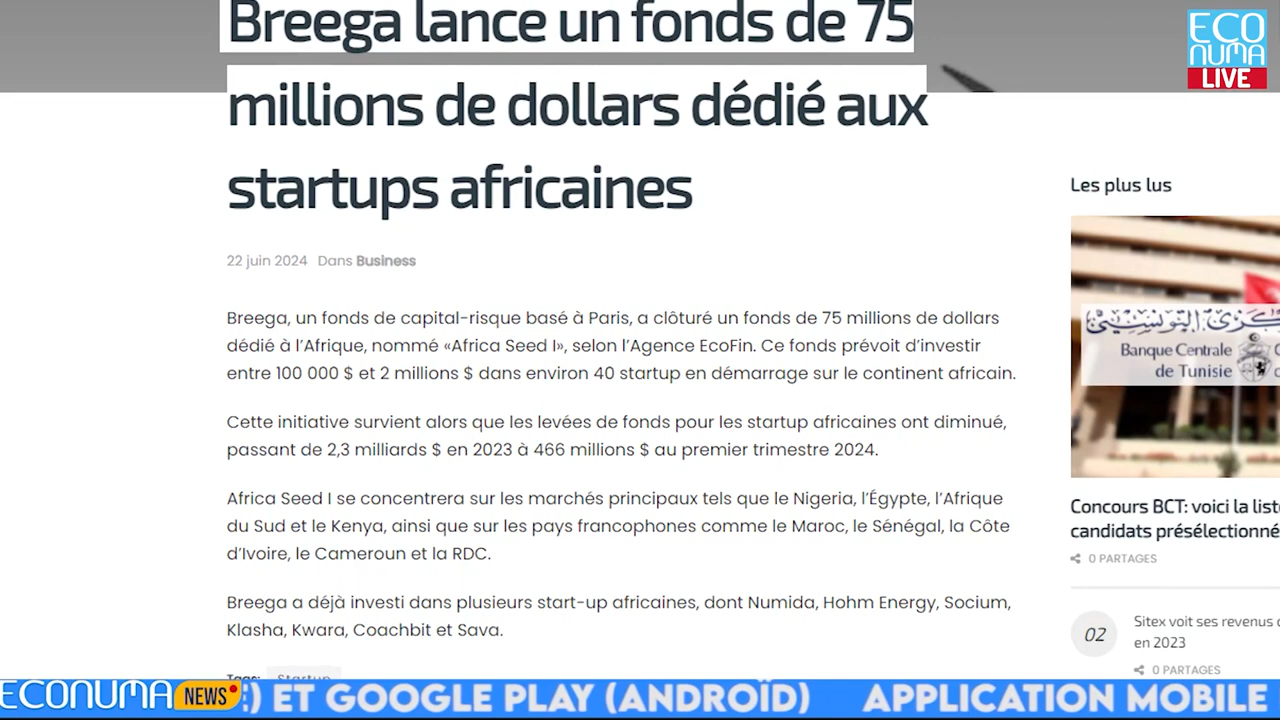 Breega lance un fonds de 75
millions de dollars dédié aux
startups africaines
22 juin 2024 Dans Business
Breega, un fonds de capital-risque basé à Paris, a clôturé un fonds de 75 millions de dollars
dédié à l'Afrique, nommé «Africa Seed I», selon l'Agence EcoFin. Ce fonds prévoit d'investir
entre 100 000 $ et 2 millions $ dans environ 40 startup en démarrage sur le continent africain.
Cette initiative survient alors que les levées de fonds pour les startup africaines ont diminué,
passant de 2,3 milliards $ en 2023 à 466 millions $ au premier trimestre 2024.
Africa Seed I se concentrera sur les marchés principaux tels que le Nigeria, l'Égypte, l'Afrique
du Sud et le Kenya, ainsi que sur les pays francophones comme le Maroc, le Sénégal, la Côte
d'Ivoire, le Cameroun et la RDC.
Breega a déjà investi dans plusieurs start-up africaines, dont Numida, Hohm Energy, Socium,
Klasha, Kwara, Coachbit et Sava.
Tags: Startup
ECO
NUMA
LIVE
Les plus lus
Banque Centrale
de Tunisie
Concours BCT: voici la
candidats
0 PARTAGES
02
Sitex voit ses revenus
en 2023
0 PARTAGES
ECONUMA NEWS
) ET GOOGLE PLAY (ANDROÏD) APPLICATION MOBILE